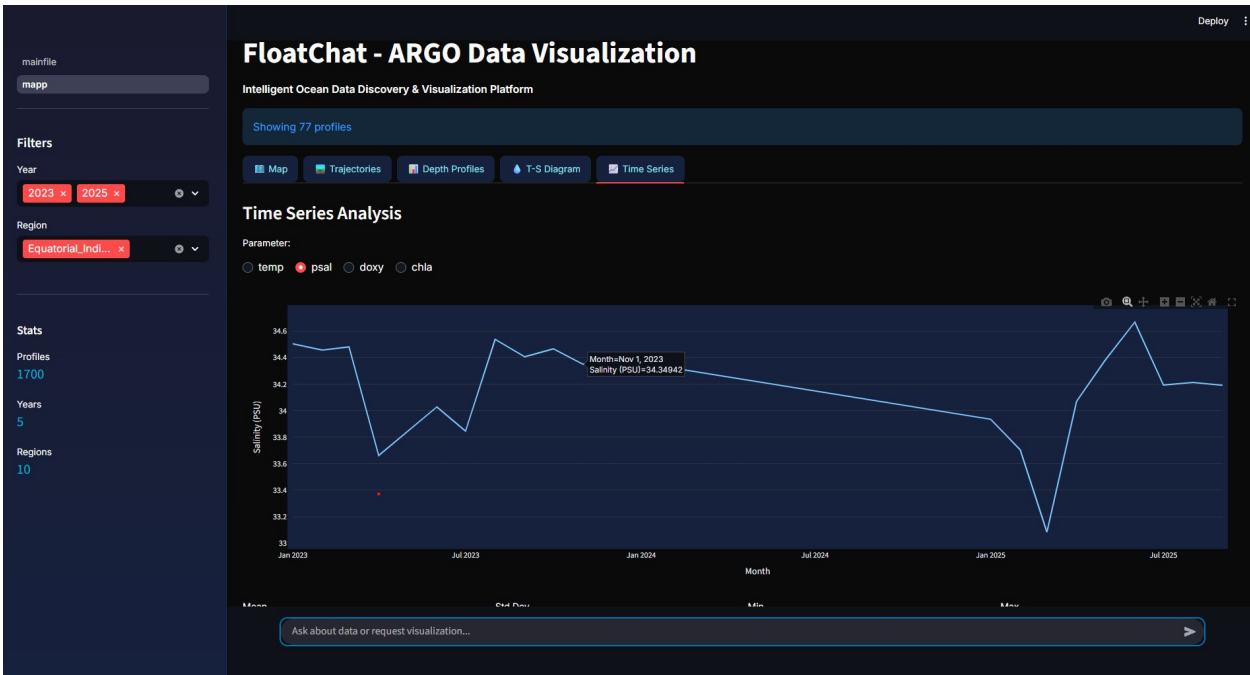 Deploy
mainfile
mapp
Filters
Year
2023 × 2025 ×
Region
Equatorial_Indi... ×
Stats
Profiles
1700
Years
5
Regions
10
FloatChat - ARGO Data Visualization
Intelligent Ocean Data Discovery & Visualization Platform
Showing 77 profiles
Map Trajectories Depth Profiles T-S Diagram Time Series
Time Series Analysis
Parameter:
temp psal doxy chla
34.6
34.4
34.2
34
33.8
33.6
33.4
33.2
33
Salinity (PSU)
Month=Nov 1, 2023
Salinity (PSU)=34.34942
Jan 2023 Jul 2023 Jan 2024 Jul 2024 Jan 2025 Jul 2025
Month
Mean Std Dev Min Max
Ask about data or request visualization...